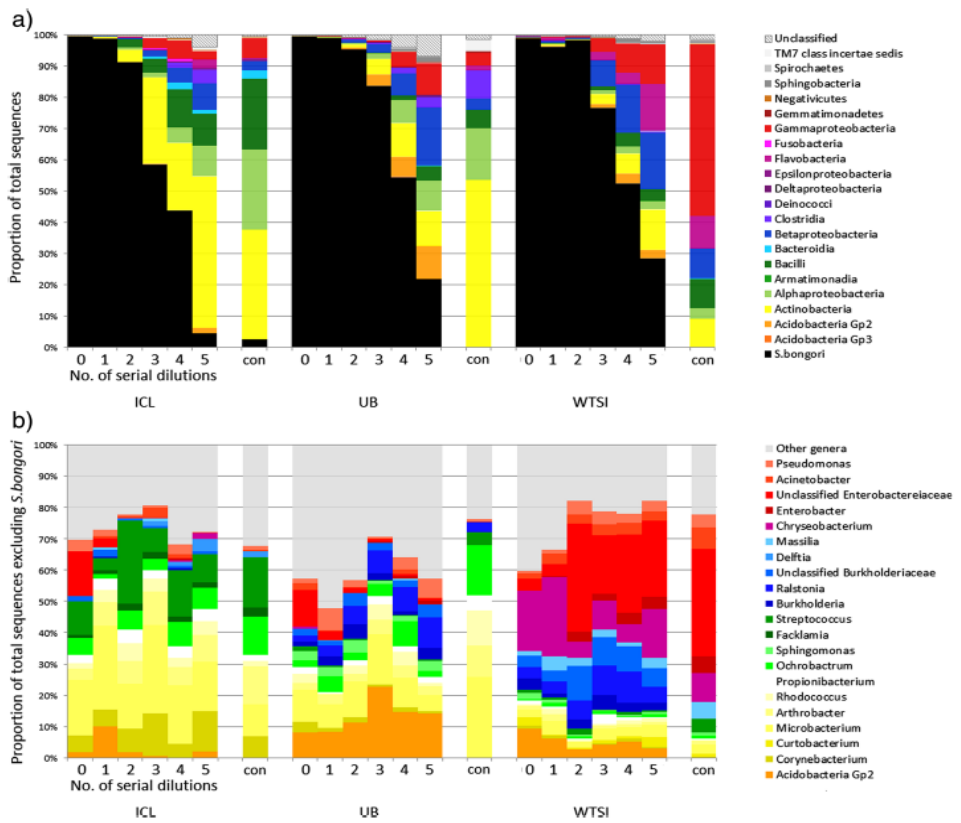 a)
Proportion of total sequences
100%
90%
80%
70%
60%
50%
40%
30%
20%
10%
0%
0 1 2 3 4 5 con 0 1 2 3 4 5 con 0 1 2 3 4 5 con
No. of serial dilutions
ICL UB WTSI
Unclassified
TM7 class incertae sedis
Spirochaetes
Sphingobacteria
Negativicutes
Gemmatimonadetes
Gammaproteobacteria
Fusobacteria
Flavobacteria
Epsilonproteobacteria
Deltaproteobacteria
Deinococci
Clostridia
Betaproteobacteria
Bacteroidia
Bacilli
Armatimonadia
Alphaproteobacteria
Actinobacteria
Acidobacteria Gp2
Acidobacteria Gp3
S.bongori
b)
Proportion of total sequences excluding S.bongori
100%
90%
80%
70%
60%
50%
40%
30%
20%
10%
0%
0 1 2 3 4 5 con 0 1 2 3 4 5 con 0 1 2 3 4 5 con
No. of serial dilutions
ICL UB WTSI
Other genera
Pseudomonas
Acinetobacter
Unclassified Enterobactereiaceae
Enterobacter
Chryseobacterium
Massilia
Delftia
Unclassified Burkholderiaceae
Ralstonia
Burkholderia
Streptococcus
Facklamia
Sphingomonas
Ochrobactrum
Propionibacterium
Rhodococcus
Arthrobacter
Microbacterium
Curtobacterium
Corynebacterium
Acidobacteria Gp2